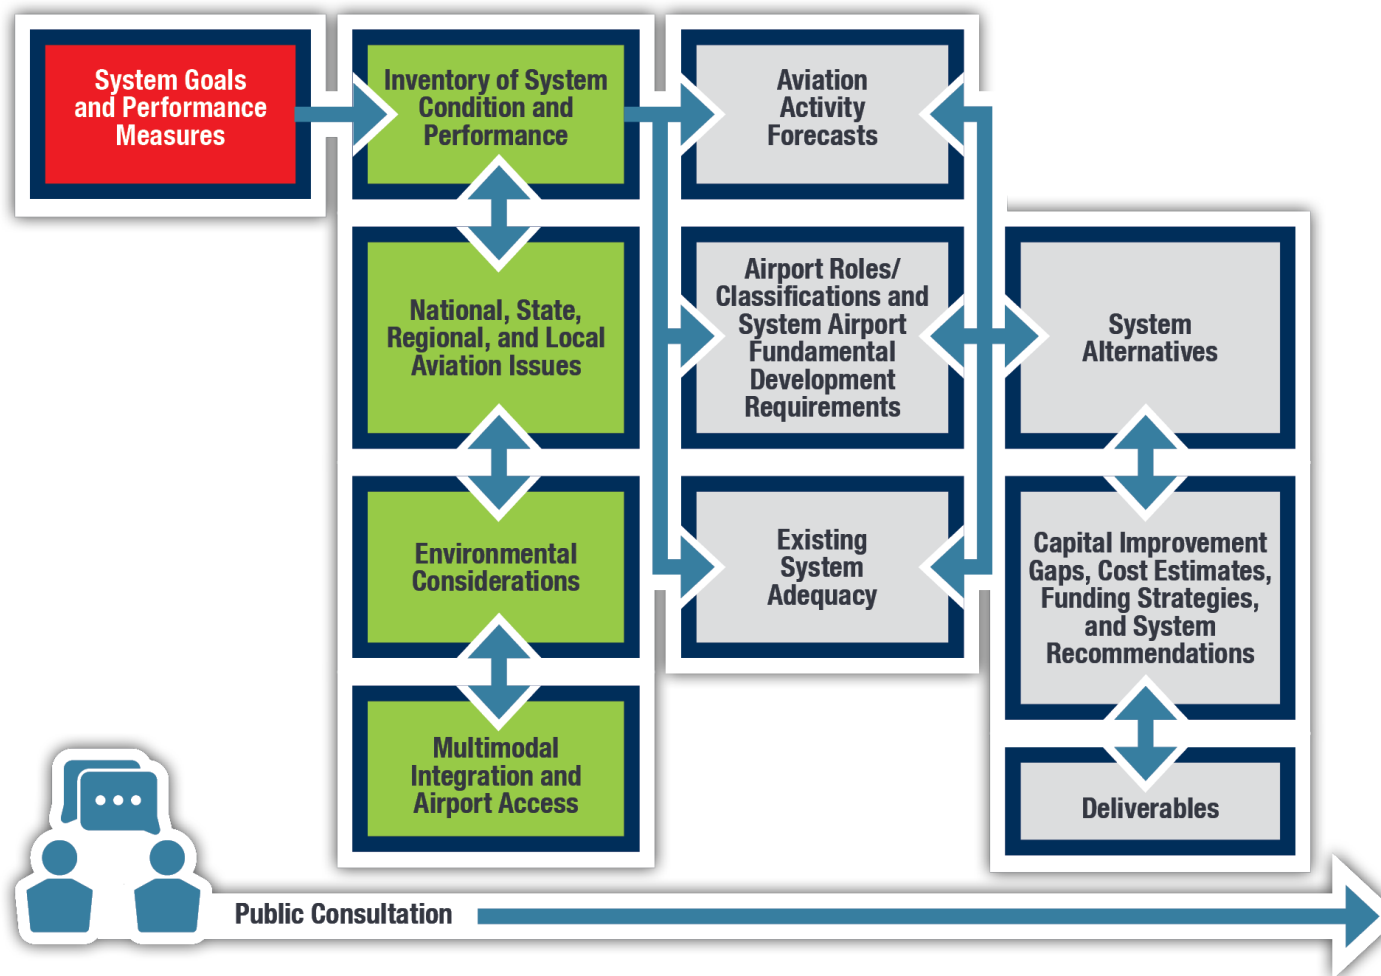 System Goals
and Performance
Measures
Inventory of System
Condition and
Performance
National, State,
Regional, and Local
Aviation Issues
Environmental
Considerations
Multimodal
Integration and
Airport Access
Aviation
Activity
Forecasts
Airport Roles/
Classifications and
System Airport
Fundamental
Development
Requirements
Existing
System
Adequacy
System
Alternatives
Capital Improvement
Gaps, Cost Estimates,
Funding Strategies,
and System
Recommendations
Deliverables
Public Consultation